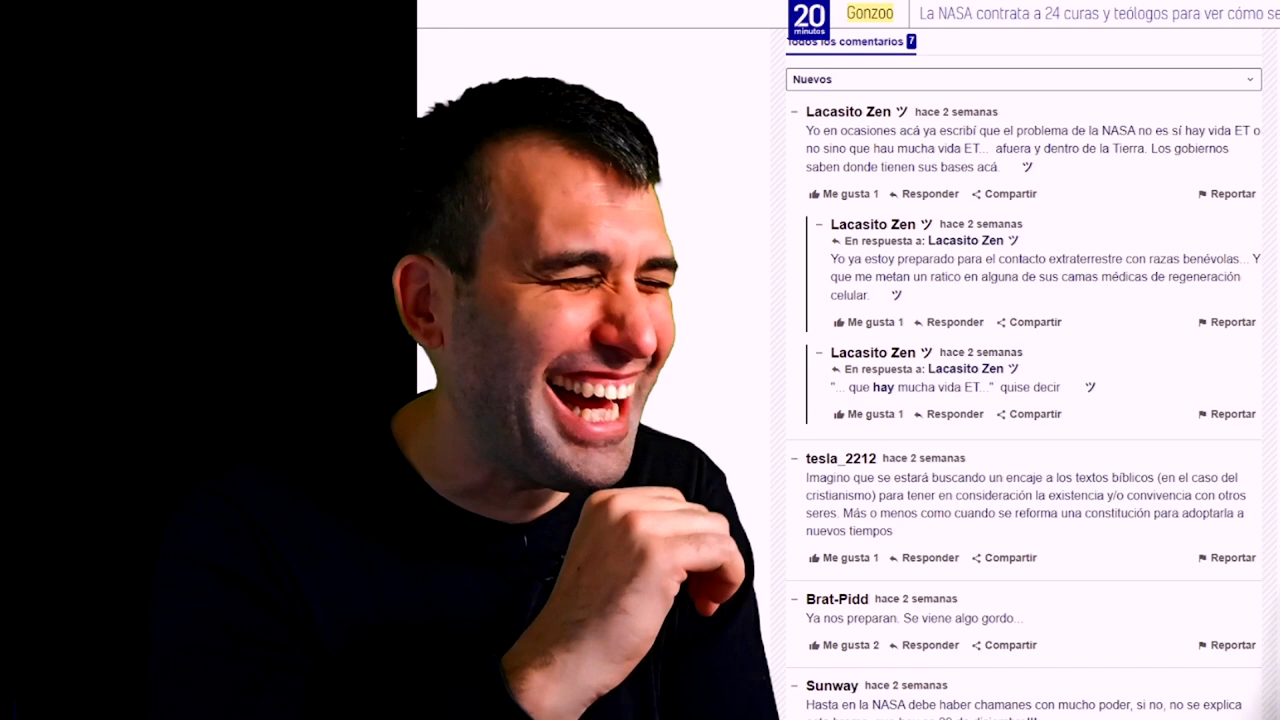 20
minutos
Gonzoo
La NASA contrata a 24 curas y teólogos para ver cómo se
Todos los comentarios 7
Nuevos
Lacasito Zen ツ hace 2 semanas
Yo en ocasiones acá ya escribí que el problema de la NASA no es sí hay vida ET o
no sino que hau mucha vida ET... afuera y dentro de la Tierra. Los gobiernos
saben donde tienen sus bases acá. ツ
Me gusta 1 Responder Compartir Reportar
Lacasito Zen ツ hace 2 semanas
En respuesta a: Lacasito Zen ツ
Yo ya estoy preparado para el contacto extraterrestre con razas benévolas... Y
que me metan un ratico en alguna de sus camas médicas de regeneración
celular. ツ
Me gusta 1 Responder Compartir Reportar
Lacasito Zen ツ hace 2 semanas
En respuesta a: Lacasito Zen ツ
"... que hay mucha vida ET..." quise decir ツ
Me gusta 1 Responder Compartir Reportar
tesla_2212 hace 2 semanas
Imagino que se estará buscando un encaje a los textos bíblicos (en el caso del
cristianismo) para tener en consideración la existencia y/o convivencia con otros
seres. Más o menos como cuando se reforma una constitución para adoptarla a
nuevos tiempos
Me gusta 1 Responder Compartir Reportar
Brat-Pidd hace 2 semanas
Ya nos preparan. Se viene algo gordo...
Me gusta 2 Responder Compartir Reportar
Sunway hace 2 semanas
Hasta en la NASA debe haber chamanes con mucho poder, si no, no se explica